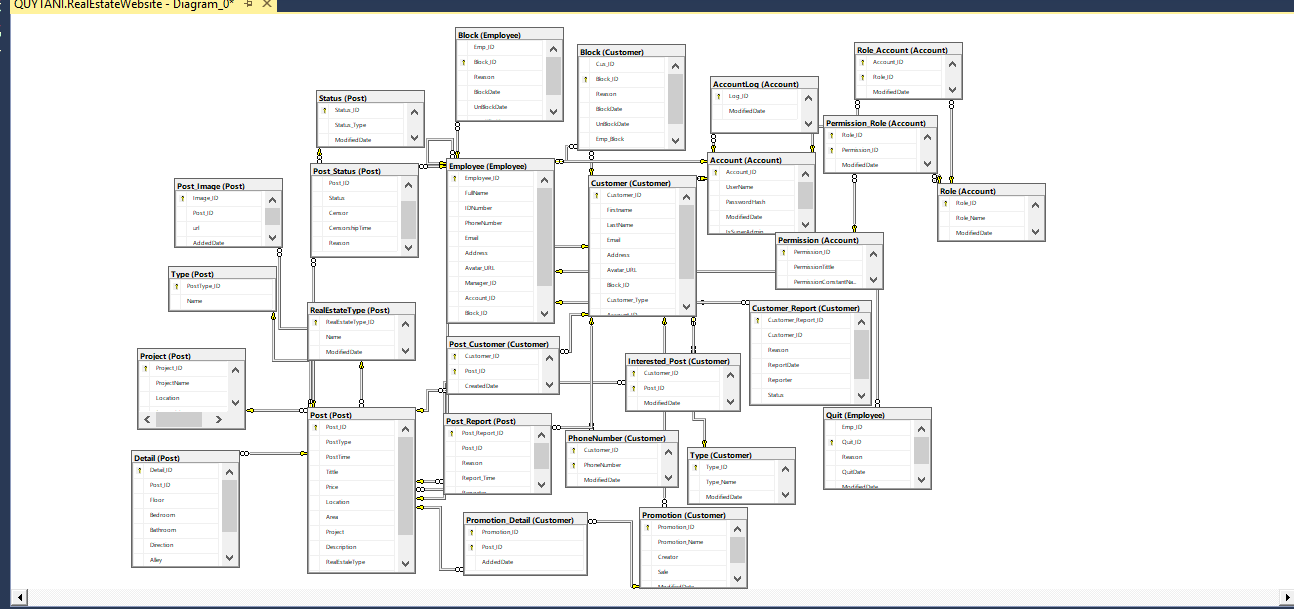 QUYTANI.RealEstateWebsite - Diagram_0*
Block (Employee)
Emp_ID
Block_ID
Reason
BlockDate
UnBlockDate
Block (Customer)
Cus_ID
Block_ID
Reason
BlockDate
UnBlockDate
Emp_Block
Role_Account (Account)
Account_ID
Role_ID
ModifiedDate
AccountLog (Account)
Log_ID
ModifiedDate
Status (Post)
Status_ID
Status_Type
ModifiedDate
Permission_Role (Account)
Role_ID
Permission_ID
ModifiedDate
Post_Status (Post)
Post_ID
Status
Censor
CensorshipTime
Reason
Employee (Employee)
Employee_ID
FullName
IDNumber
PhoneNumber
Email
Address
Avatar_URL
Manager_ID
Account_ID
Block_ID
Customer (Customer)
Customer_ID
Firstname
LastName
Email
Address
Avatar_URL
Block_ID
Customer_Type
Account_ID
Account (Account)
Account_ID
UserName
PasswordHash
ModifiedDate
IsSuperAdmin
Role (Account)
Role_ID
Role_Name
ModifiedDate
Post_Image (Post)
Image_ID
Post_ID
url
AddedDate
Permission (Account)
Permission_ID
PermissionTitle
PermissionConstantNa...
Type (Post)
PostType_ID
Name
RealEstateType (Post)
RealEstateType_ID
Name
ModifiedDate
Customer_Report (Customer)
Customer_Report_ID
Customer_ID
Reason
ReportDate
Reporter
Status
Post_Customer (Customer)
Customer_ID
Post_ID
CreatedDate
Project (Post)
Project_ID
ProjectName
Location
Interested_Post (Customer)
Customer_ID
Post_ID
ModifiedDate
Post (Post)
Post_ID
PostType
PostTime
Tittle
Price
Location
Area
Project
Description
RealEstateType
Post_Report (Post)
Post_Report_ID
Post_ID
Reason
Report_Time
Reporter
Quit (Employee)
Emp_ID
Quit_ID
Reason
QuitDate
ModifiedDate
PhoneNumber (Customer)
Customer_ID
PhoneNumber
ModifiedDate
Type (Customer)
Type_ID
Type_Name
ModifiedDate
Detail (Post)
Detail_ID
Post_ID
Floor
Bedroom
Bathroom
Direction
Alley
Promotion_Detail (Customer)
Promotion_ID
Post_ID
AddedDate
Promotion (Customer)
Promotion_ID
Promotion_Name
Creator
Sale
ModifiedDate